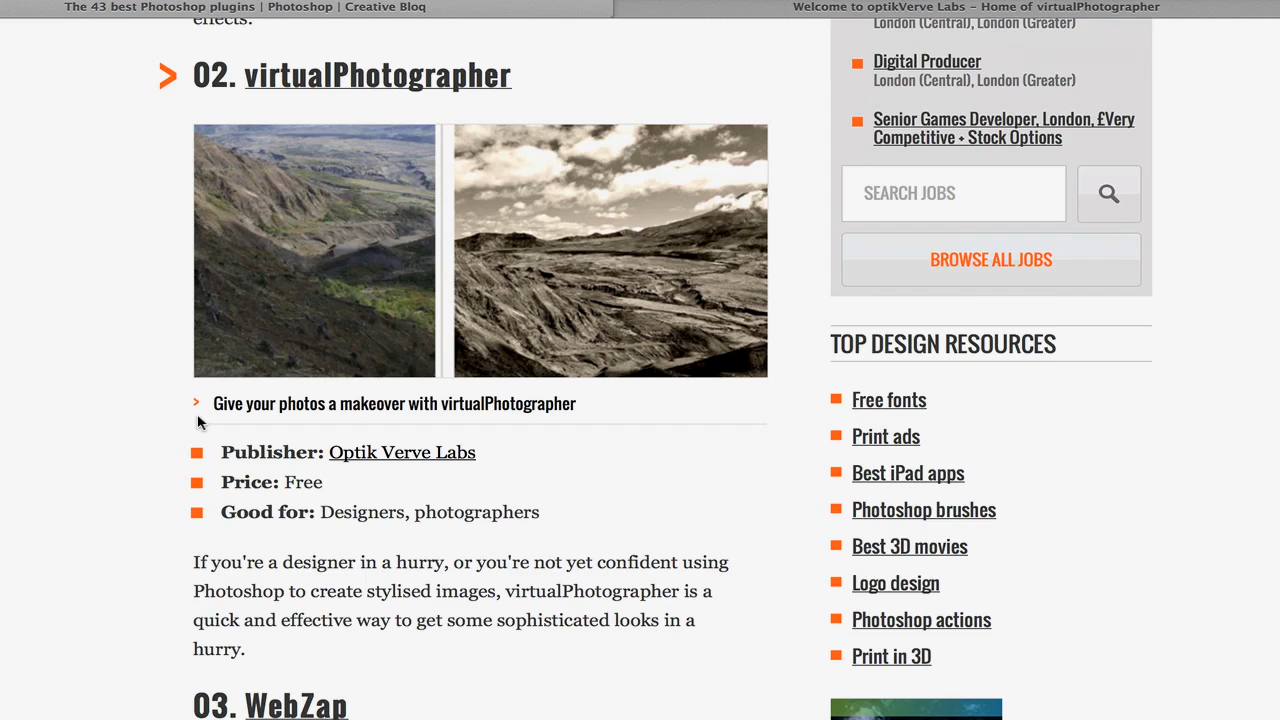 The 43 best Photoshop plugins | Photoshop | Creative Bloq
Welcome to optikVerve Labs – Home of virtualPhotographer
effects.
> 02. virtualPhotographer
> Give your photos a makeover with virtualPhotographer
Publisher: Optik Verve Labs
Price: Free
Good for: Designers, photographers
If you're a designer in a hurry, or you're not yet confident using
Photoshop to create stylised images, virtualPhotographer is a
quick and effective way to get some sophisticated looks in a
hurry.
03. WebZap
London (Central), London (Greater)
Digital Producer
London (Central), London (Greater)
Senior Games Developer, London, £Very
Competitive + Stock Options
SEARCH JOBS
BROWSE ALL JOBS
TOP DESIGN RESOURCES
Free fonts
Print ads
Best iPad apps
Photoshop brushes
Best 3D movies
Logo design
Photoshop actions
Print in 3D